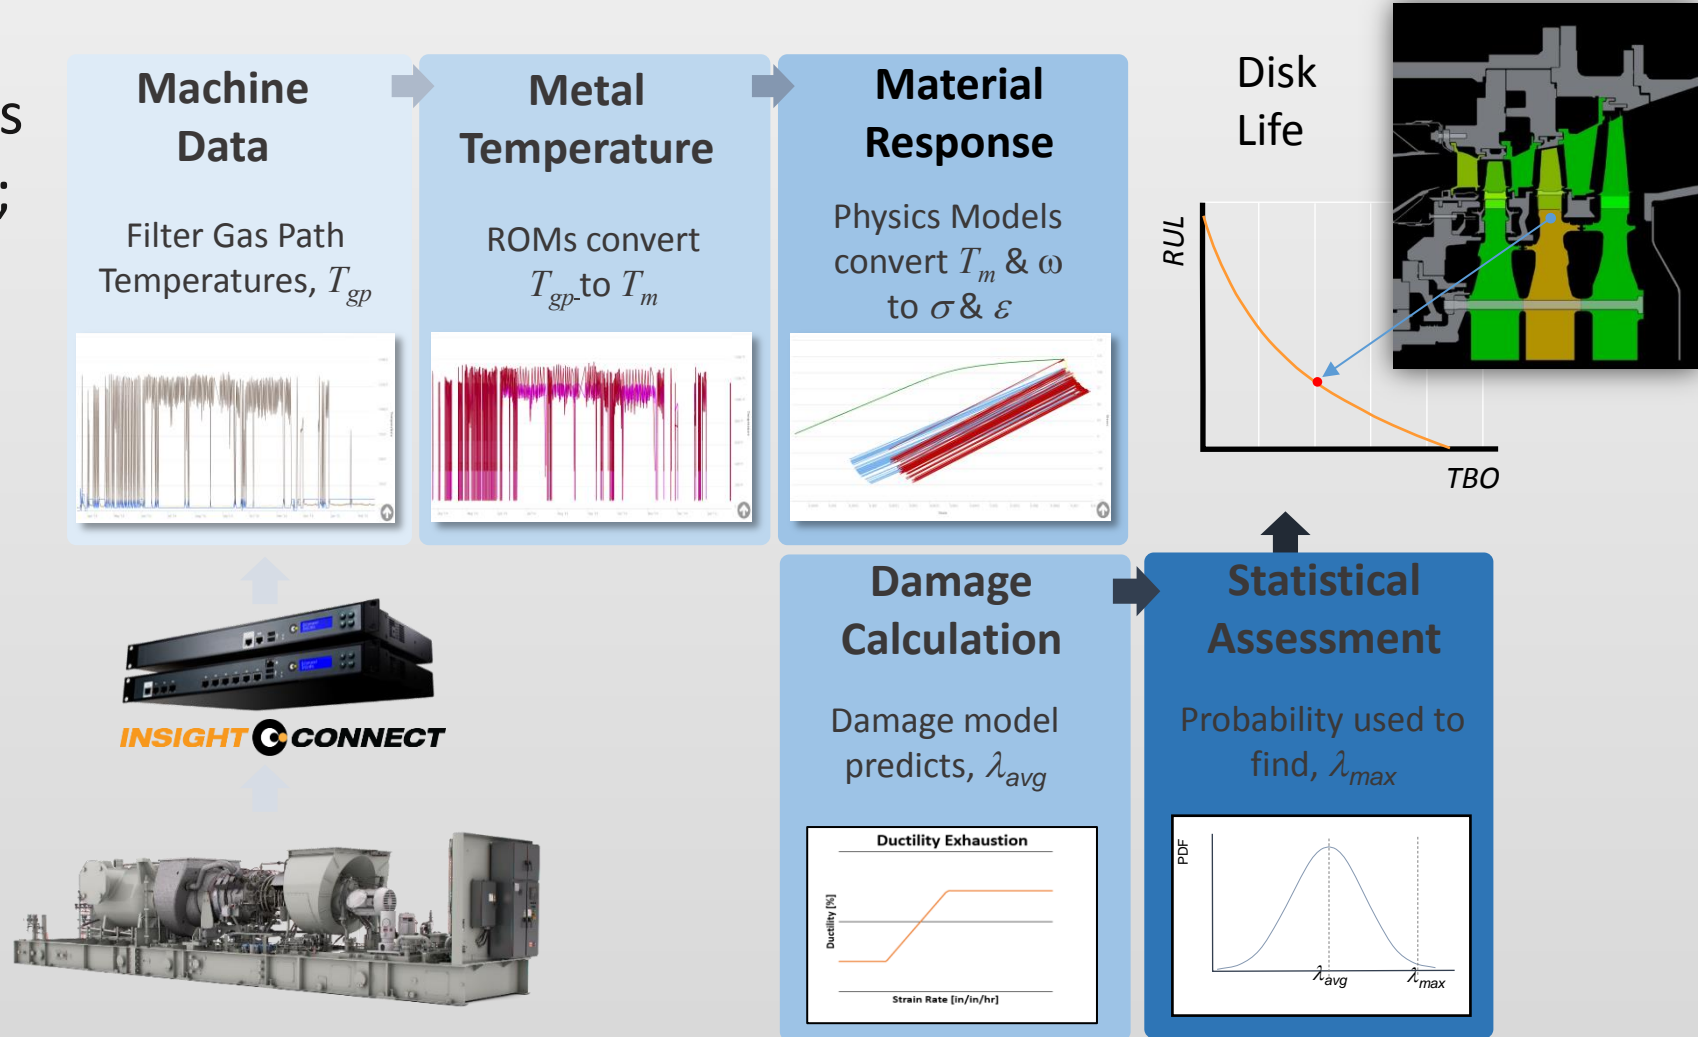 s
;
Machine
Data
Filter Gas Path
Temperatures, T_gp
Metal
Temperature
ROMs convert
T_gp to T_m
Material
Response
Physics Models
convert T_m & ω
to σ & ε
Disk
Life
RUL
TBO
INSIGHT CONNECT
Damage
Calculation
Damage model
predicts, λ_avg
Ductility Exhaustion
Ductility [%]
Strain Rate [in/in/hr]
Statistical
Assessment
Probability used to
find, λ_max
PDF
λ_avg
λ_max